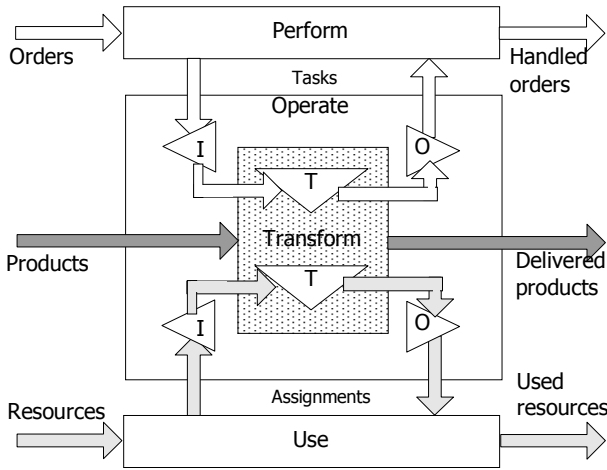 Perform
Orders
Handled
orders
Tasks
Operate
I
O
T
Transform
Products
Delivered
products
T
I
O
Assignments
Resources
Used
resources
Use